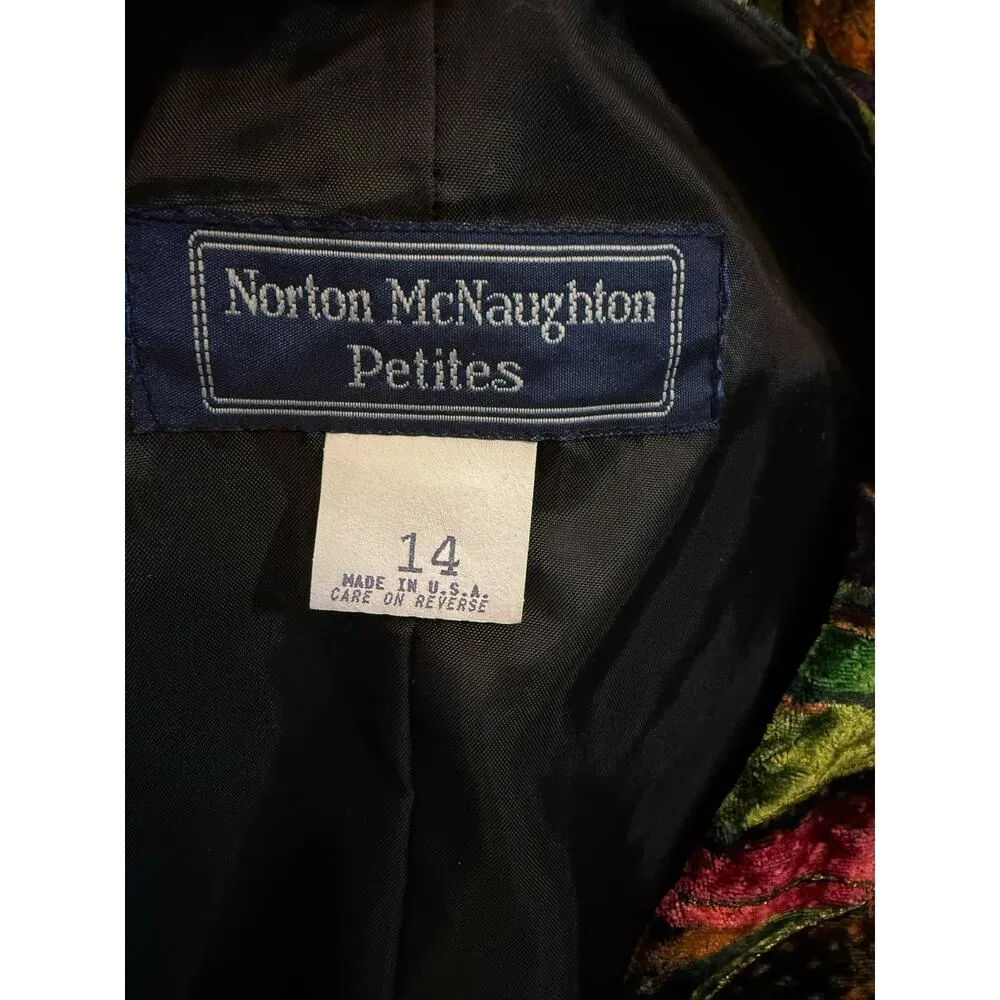 Norton McNaughton
Petites
14
MADE IN U.S.A.
CARE ON REVERSE